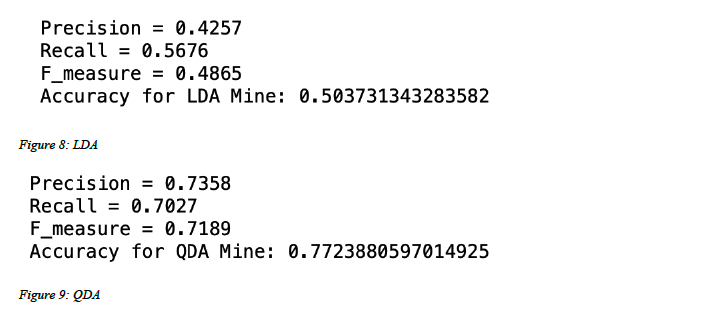 Precision = 0.4257
Recall = 0.5676
F_measure = 0.4865
Accuracy for LDA Mine: 0.503731343283582
Figure 8: LDA
Precision = 0.7358
Recall = 0.7027
F_measure = 0.7189
Accuracy for QDA Mine: 0.7723880597014925
Figure 9: QDA